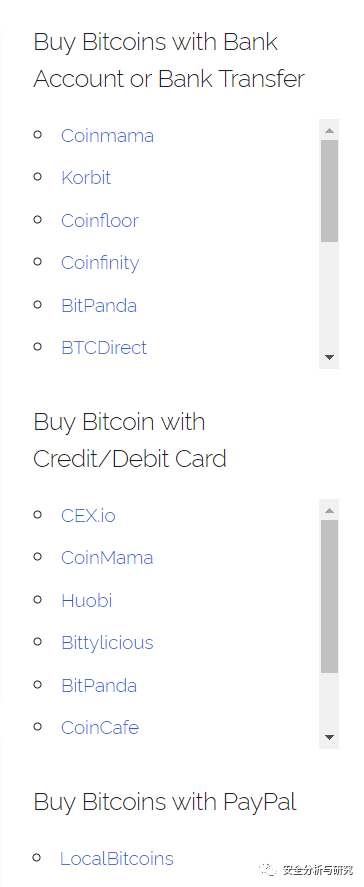 Buy Bitcoins with Bank
Account or Bank Transfer
Coinmama
Korbit
Coinfloor
Coinfinity
BitPanda
BTCDirect
Buy Bitcoin with
Credit/Debit Card
CEX.io
CoinMama
Huobi
Bittylicious
BitPanda
CoinCafe
Buy Bitcoins with PayPal
LocalBitcoins
安全分析与研究